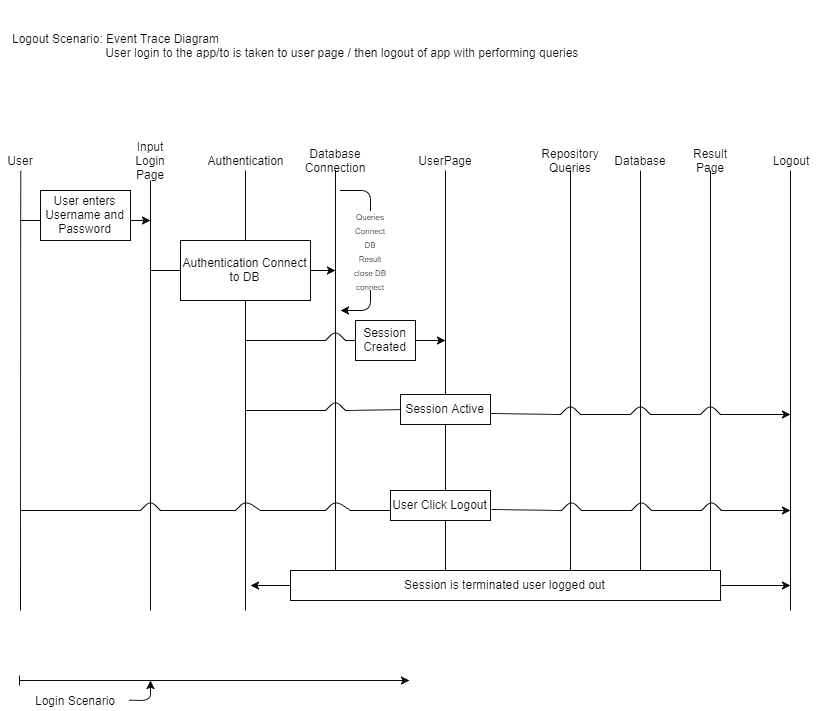 Logout Scenario: Event Trace Diagram
User login to the app/to is taken to user page / then logout of app with performing queries
User
Input
Login
Page
Authentication
Database
Connection
UserPage
Repository
Queries
Database
Result
Page
Logout
User enters
Username and
Password
Authentication Connect
to DB
Queries
Connect
DB
Result
close DB
connect
Session
Created
Session Active
User Click Logout
Session is terminated user logged out
Login Scenario